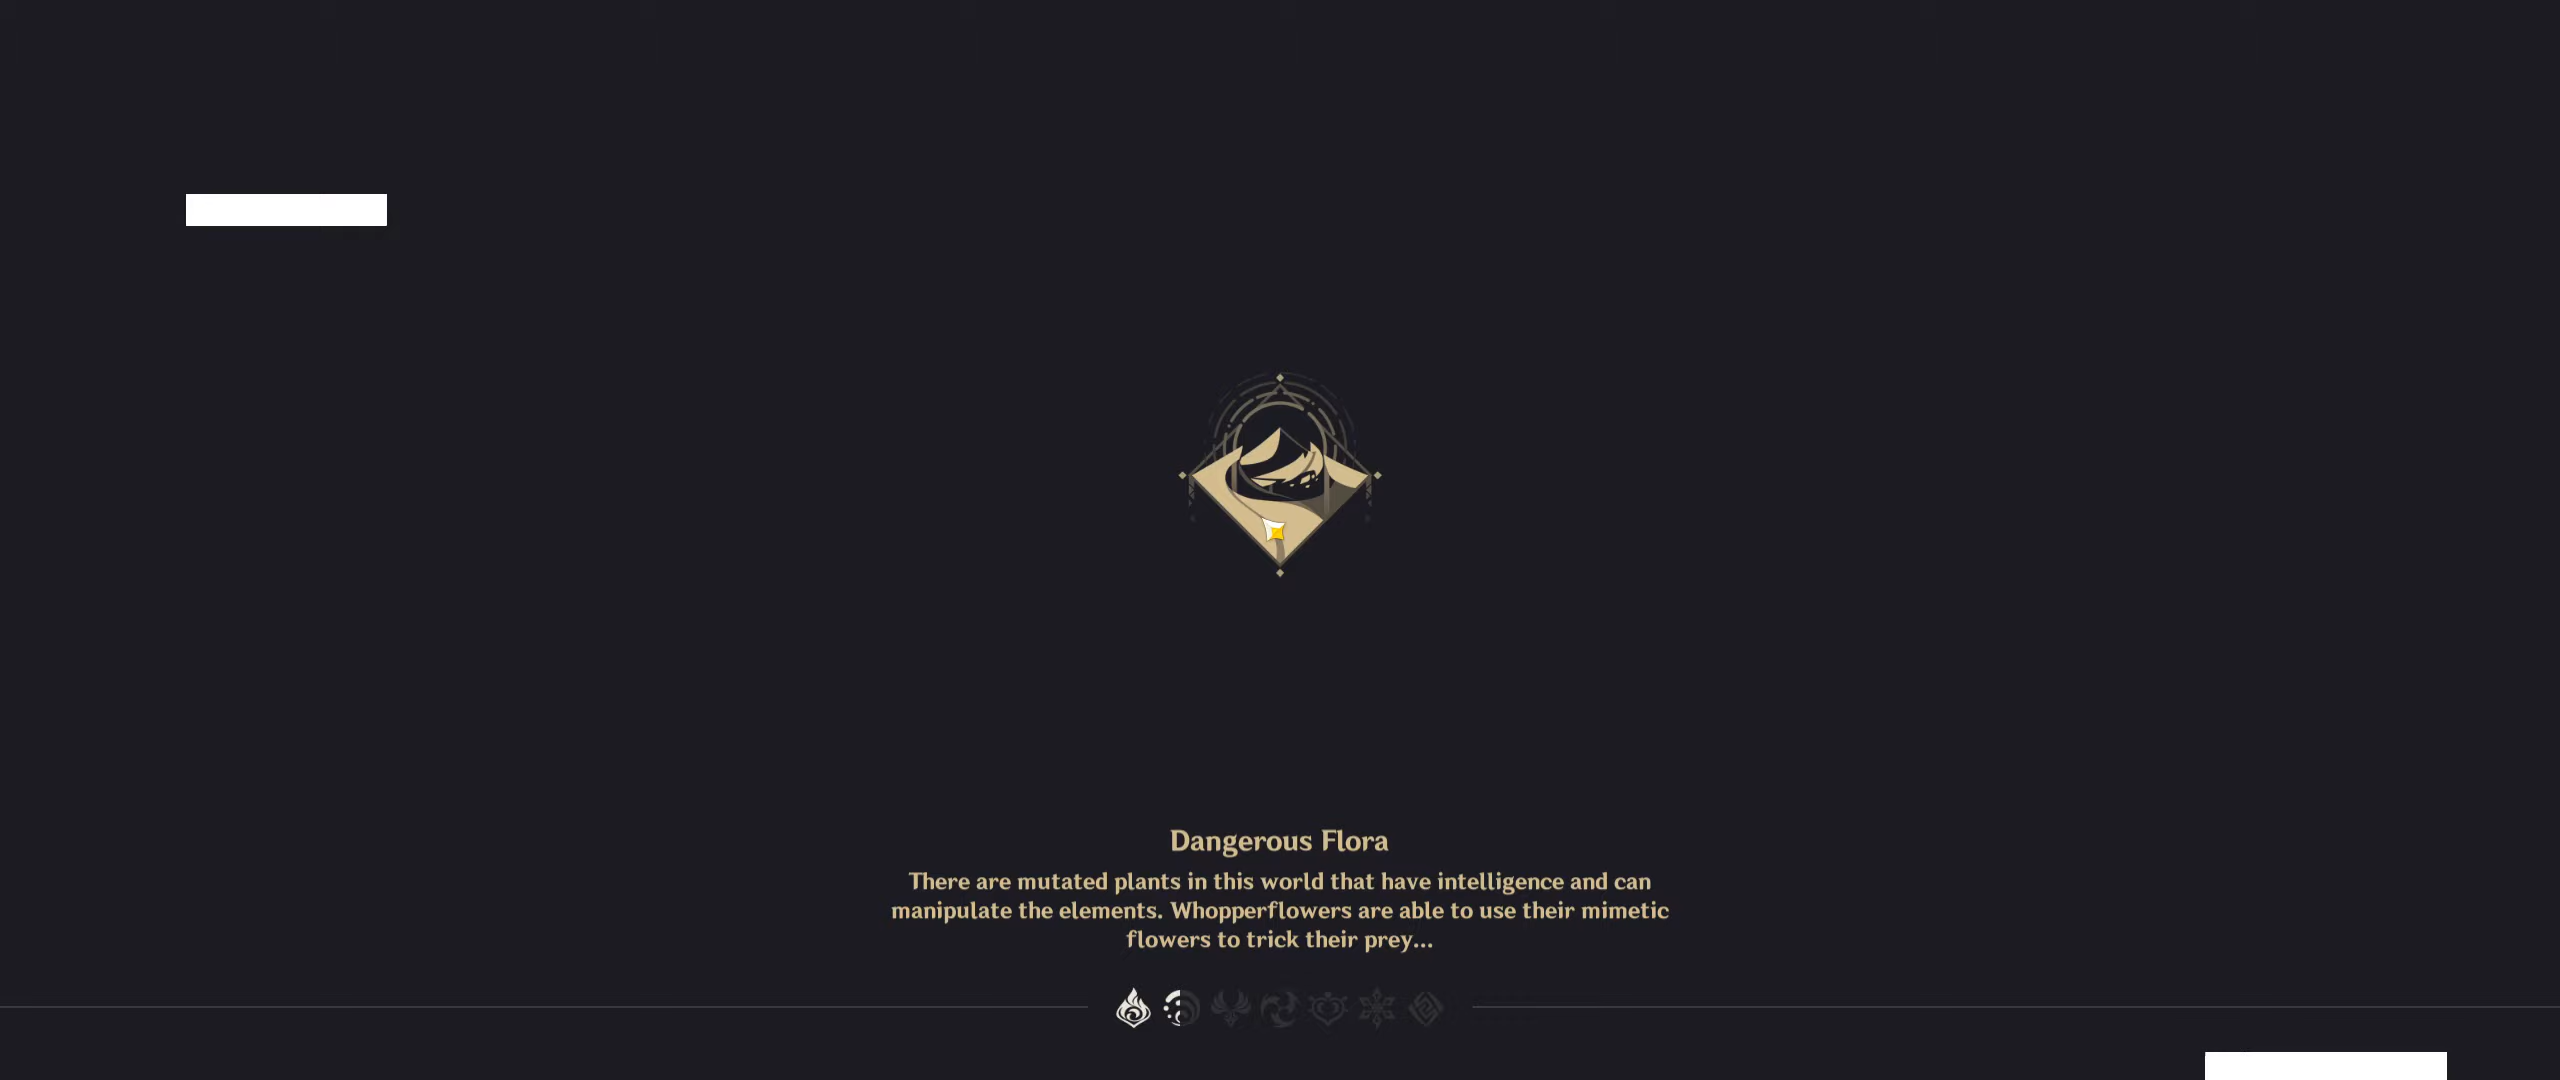 Dangerous Flora
There are mutated plants in this world that have intelligence and can
manipulate the elements. Whopperflowers are able to use their mimetic
flowers to trick their prey...